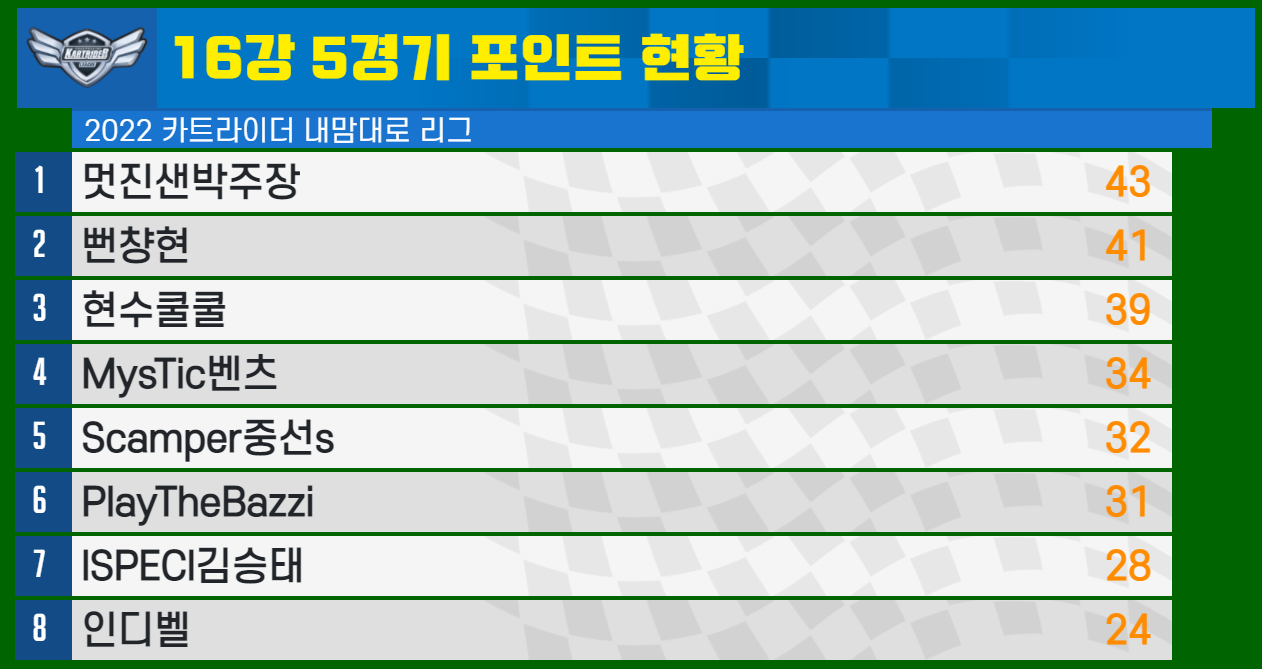 KARTRIDER
LEAGUE
16강 5경기 포인트 현황
2022 카트라이더 내맘대로 리그
1 멋진샌박주장 43
2 뻔챵현 41
3 현수쿨쿨 39
4 MysTic벤츠 34
5 Scamper중선s 32
6 PlayTheBazzi 31
7 ISPECI김승태 28
8 인디벨 24